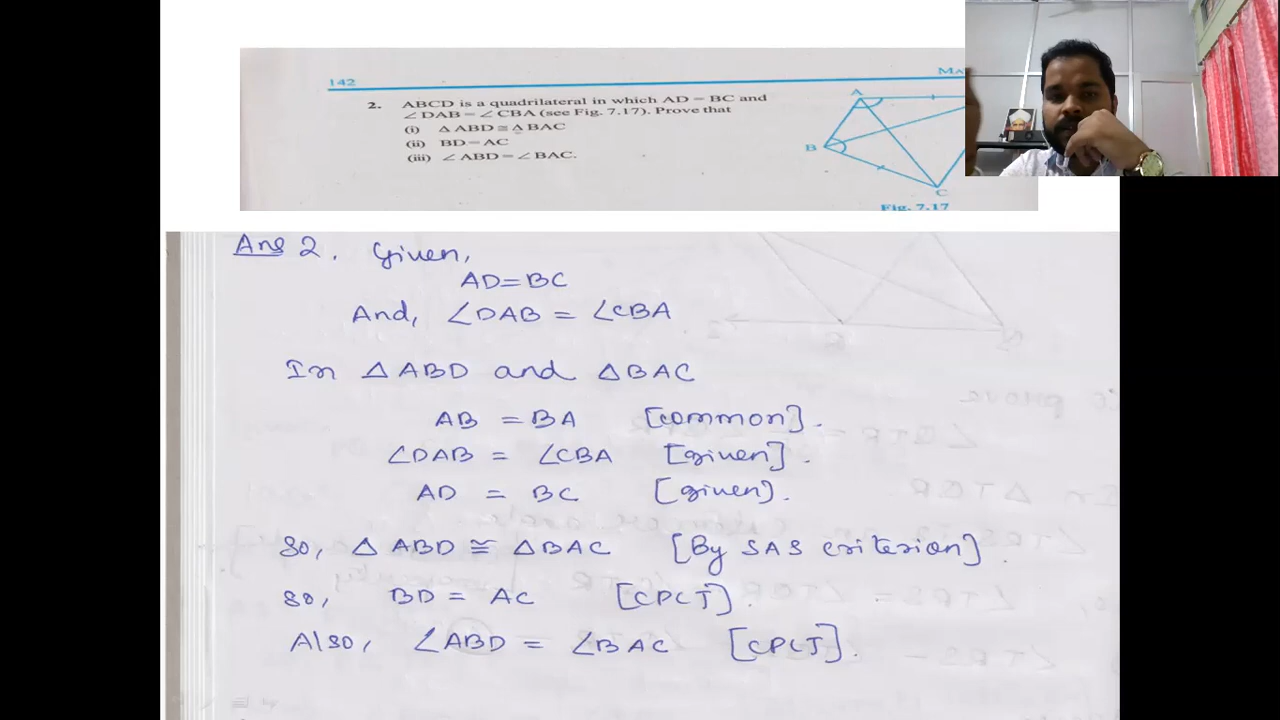 142
2. ABCD is a quadrilateral in which AD = BC and
∠ DAB = ∠ CBA (see Fig. 7.17). Prove that
(i) Δ ABD ≅ Δ BAC
(ii) BD = AC
(iii) ∠ ABD = ∠ BAC.
A
B
C
Fig. 7.17
Ans 2. Given,
AD = BC
And, ∠DAB = ∠CBA
In △ ABD and △BAC
AB = BA [common].
∠DAB = ∠CBA [given].
AD = BC [given].
So, △ ABD ≅ △BAC [By SAS criterion].
So, BD = AC [CPCT].
Also, ∠ABD = ∠BAC [CPCT].